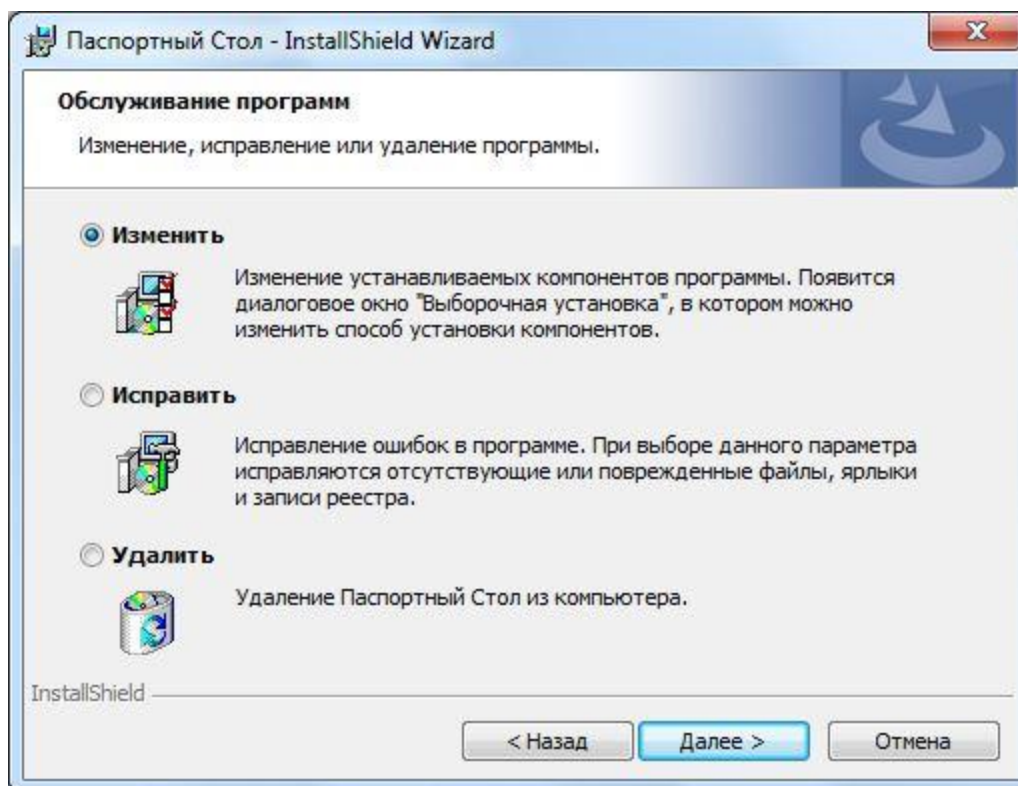 Паспортный Стол - InstallShield Wizard
Обслуживание программ
Изменение, исправление или удаление программы.
Изменить
Изменение устанавливаемых компонентов программы. Появится
диалоговое окно "Выборочная установка", в котором можно
изменить способ установки компонентов.
Исправить
Исправление ошибок в программе. При выборе данного параметра
исправляются отсутствующие или поврежденные файлы, ярлыки
и записи реестра.
Удалить
Удаление Паспортный Стол из компьютера.
InstallShield
< Назад
Далее >
Отмена